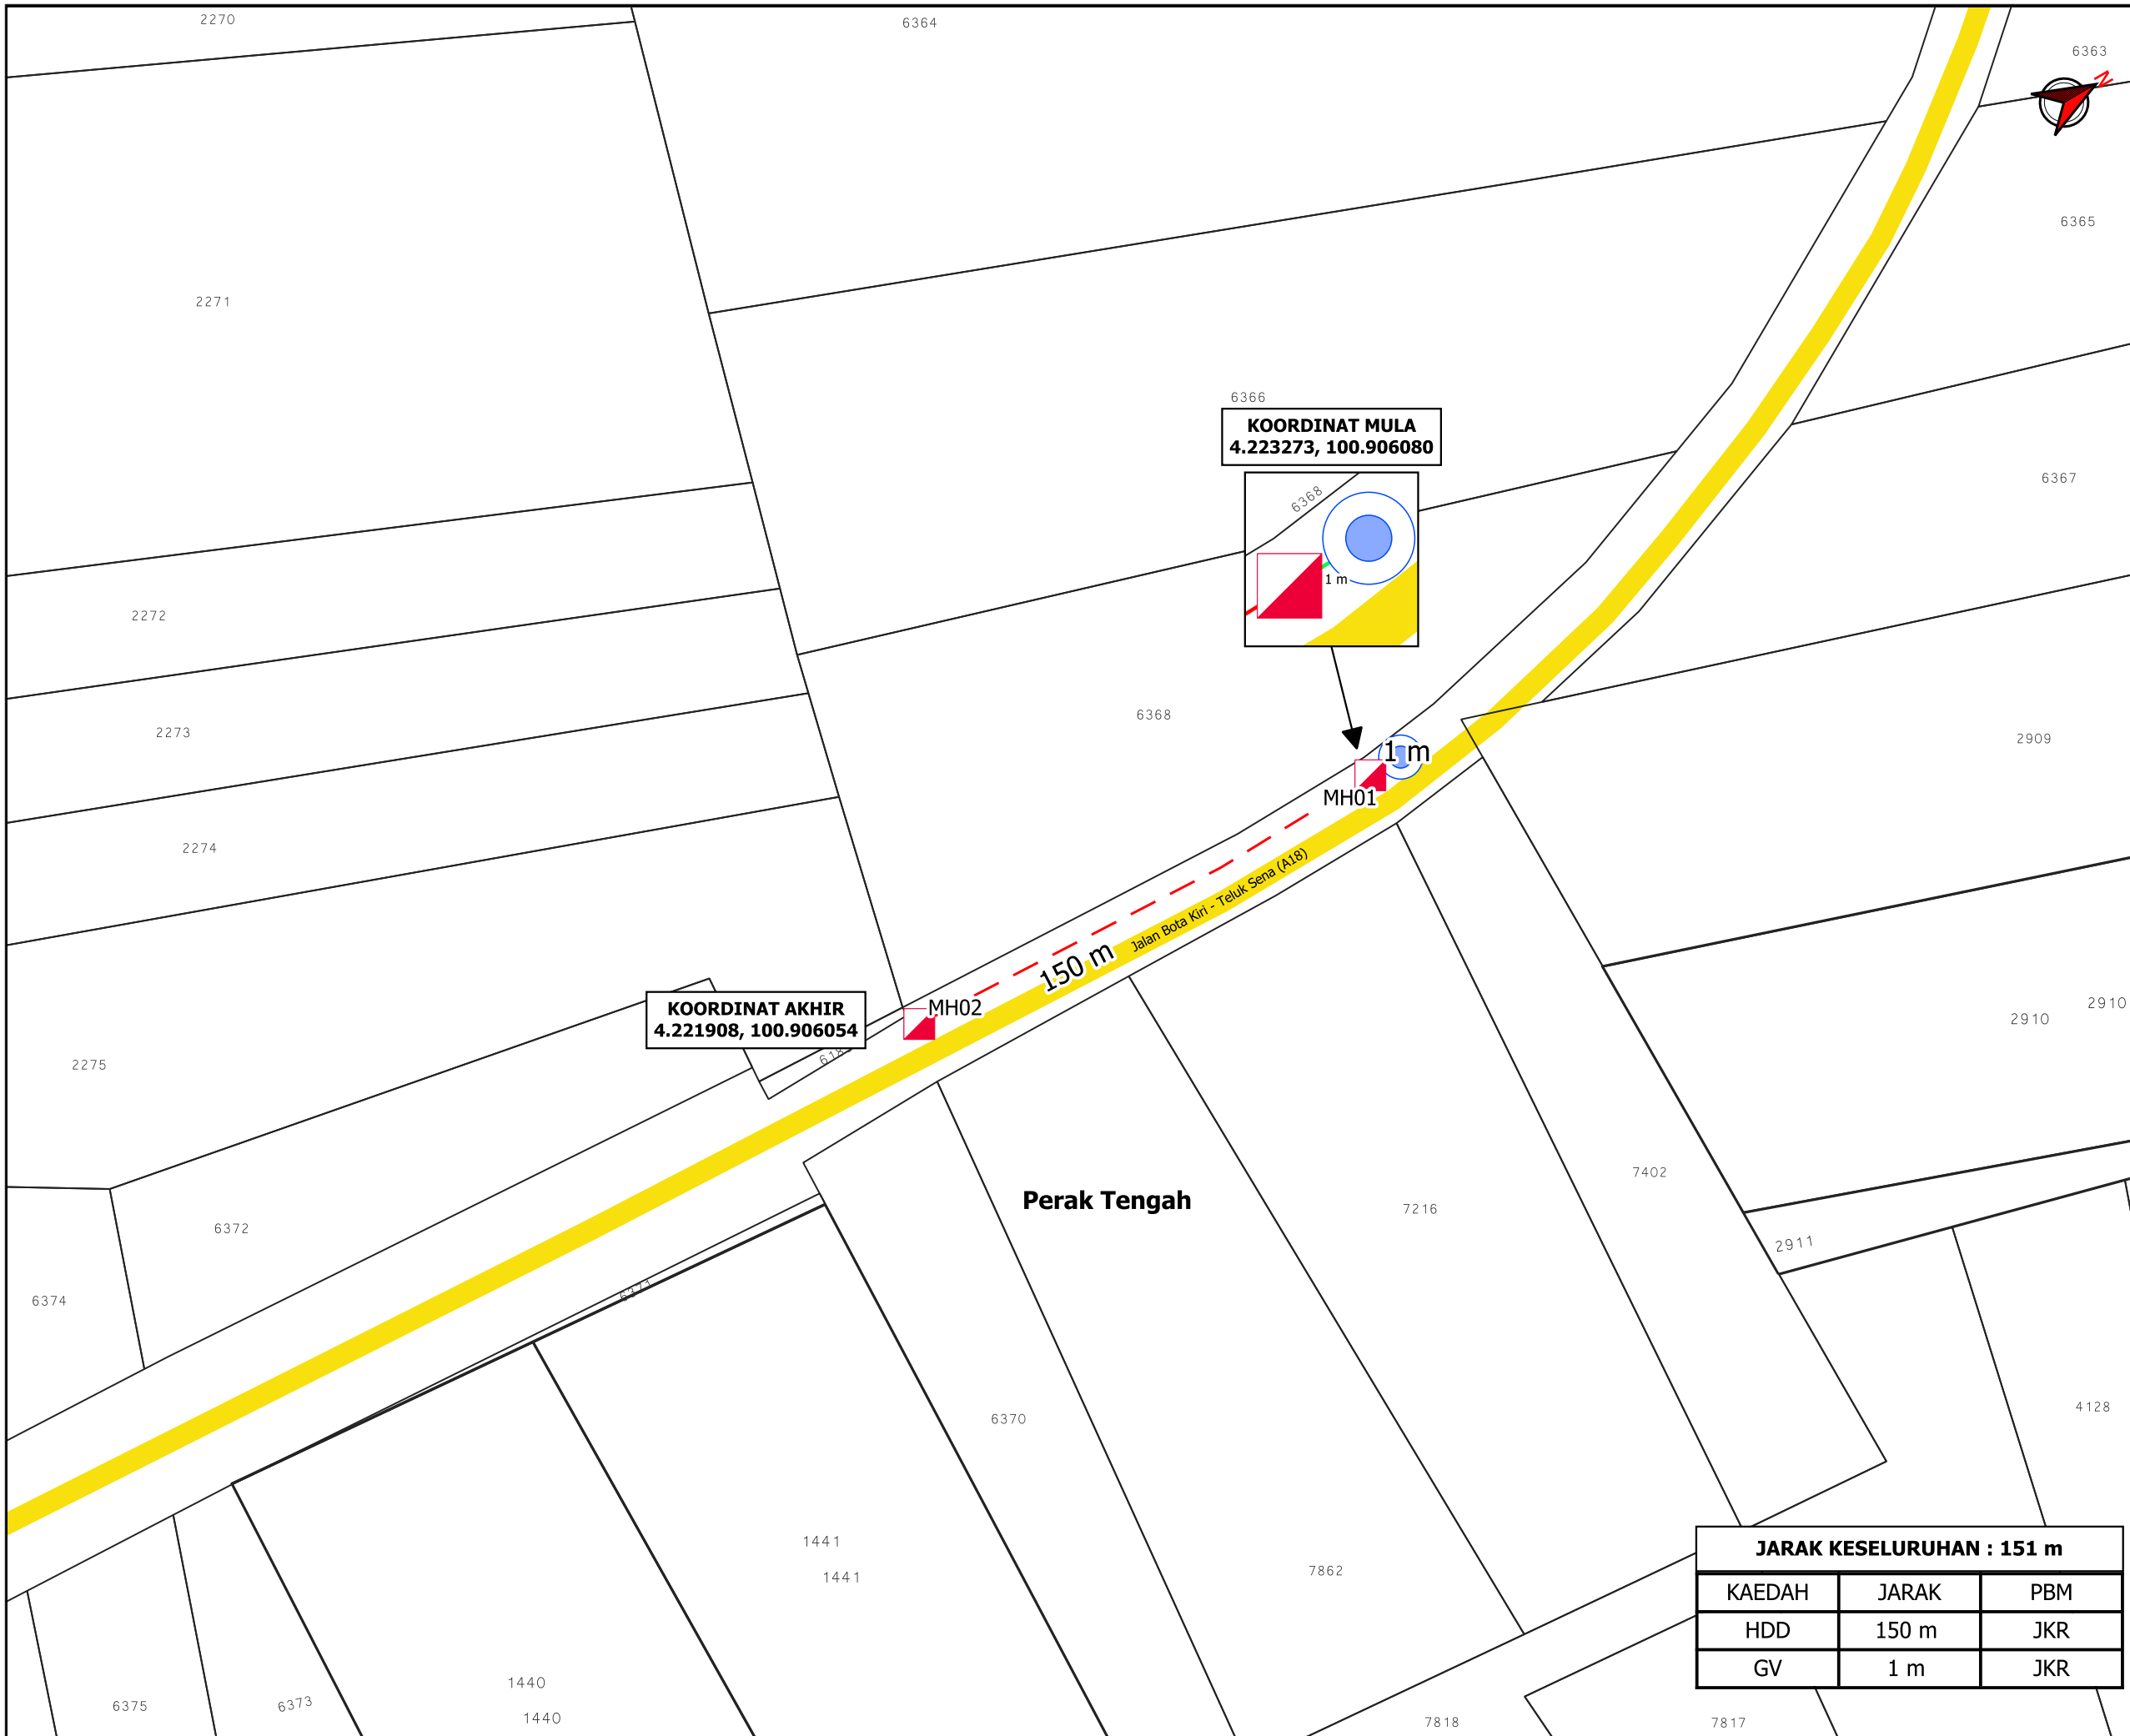 2270
6364
6363
N
6365
2271
6366
KOORDINAT MULA
4.223273, 100.906080
6367
6368
1 m
2272
6368
2273
2909
1 m
MH01
2274
Jalan Bota Kiri - Teluk Sena (A18)
150 m
KOORDINAT AKHIR
4.221908, 100.906054
MH02
2910
2910
2275
7402
Perak Tengah
7216
6372
2911
6371
6374
4128
6370
1441
1441
7862
JARAK KESELURUHAN : 151 m
KAEDAH JARAK PBM
HDD 150 m JKR
GV 1 m JKR
1440
1440
6375
6373
7818
7817